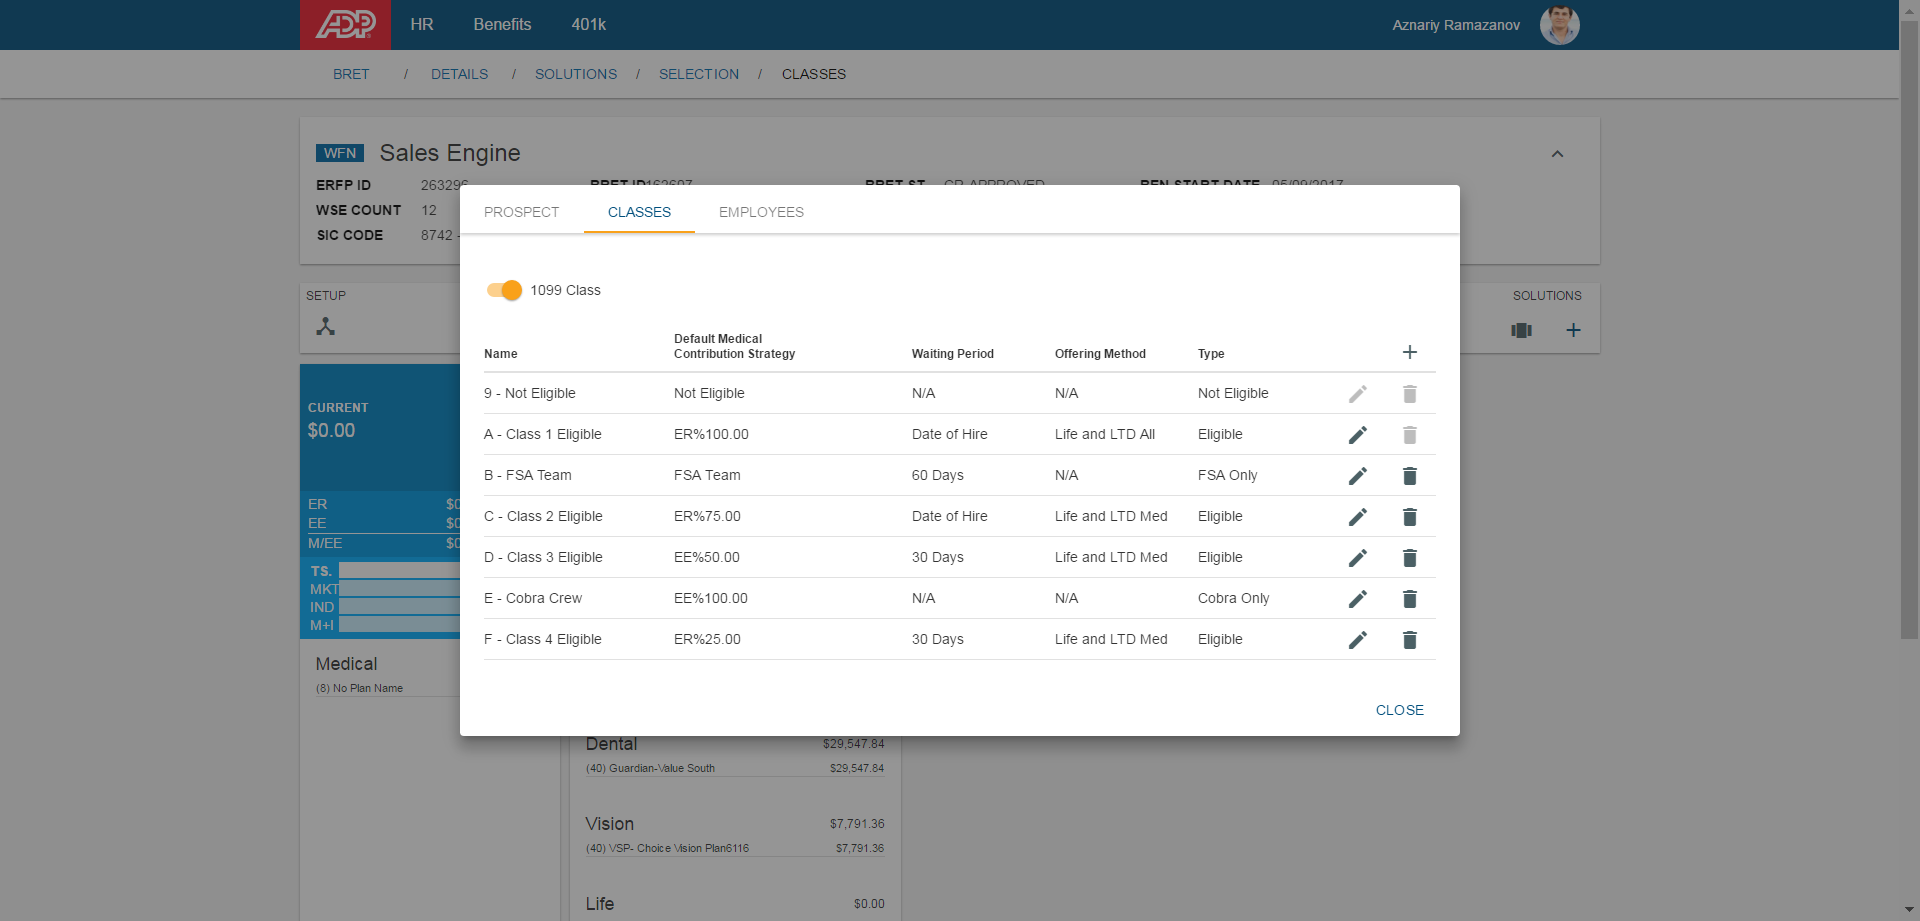 ADP
HR
Benefits
401k
Aznariy Ramazanov
BRET / DETAILS / SOLUTIONS / SELECTION / CLASSES
WFN Sales Engine
ERFP ID 263296
BRET ID 162607
BRET ST
CR APPROVED
BEN START DATE 05/09/2017
WSE COUNT 12
SIC CODE 8742 -
PROSPECT
CLASSES
EMPLOYEES
SETUP
SOLUTIONS
1099 Class
Default Medical
Name Contribution Strategy Waiting Period Offering Method Type
9 - Not Eligible Not Eligible N/A N/A Not Eligible
A - Class 1 Eligible ER%100.00 Date of Hire Life and LTD All Eligible
B - FSA Team FSA Team 60 Days N/A FSA Only
C - Class 2 Eligible ER%75.00 Date of Hire Life and LTD Med Eligible
D - Class 3 Eligible EE%50.00 30 Days Life and LTD Med Eligible
E - Cobra Crew EE%100.00 N/A N/A Cobra Only
F - Class 4 Eligible ER%25.00 30 Days Life and LTD Med Eligible
CLOSE
CURRENT
$0.00
ER $0
EE $0
M/EE $0
TS.
MKT
IND
M+I
Medical
(8) No Plan Name
Dental $29,547.84
(40) Guardian-Value South $29,547.84
Vision $7,791.36
(40) VSP- Choice Vision Plan6116 $7,791.36
Life $0.00